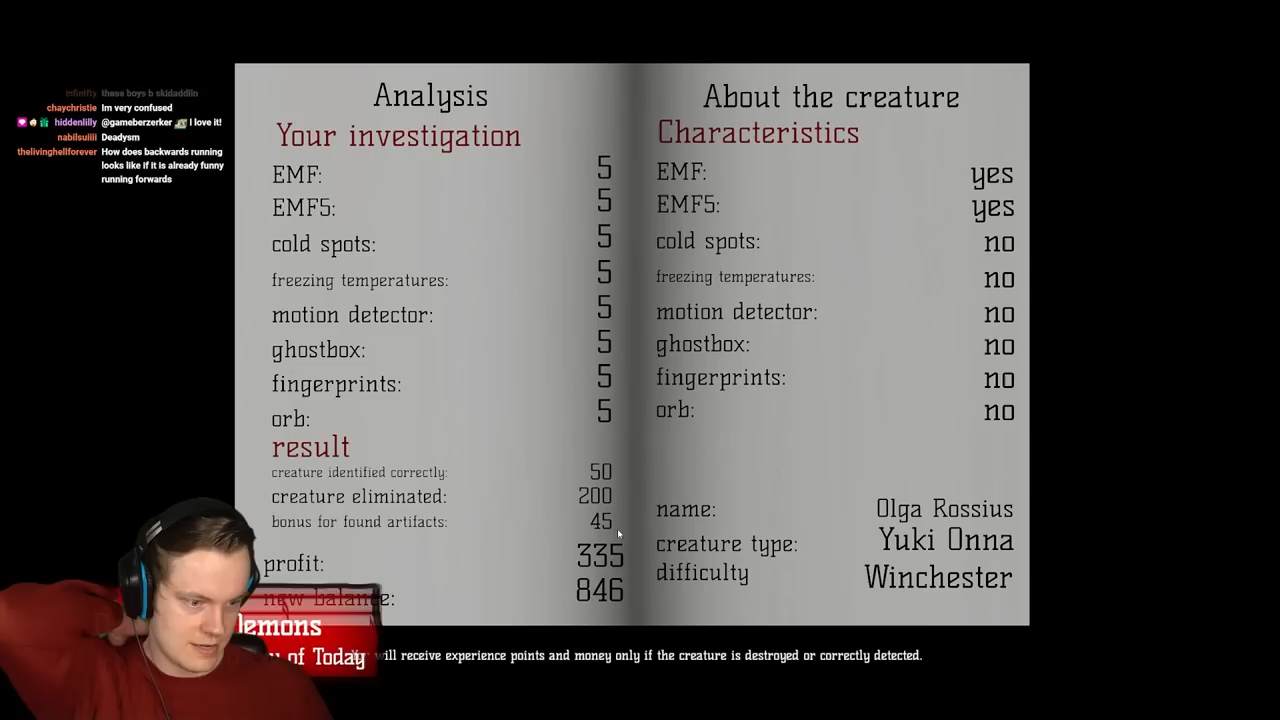 infinity these boys b skidaddlin
chaychristie Im very confused
hiddenlilly @gameberzerker I love it!
nabilsuiiii Deadysm
thelivinghellforever How does backwards running
looks like if it is already funny
running forwards
Analysis
Your investigation
EMF: 5
EMF5: 5
cold spots: 5
freezing temperatures: 5
motion detector: 5
ghostbox: 5
fingerprints: 5
orb: 5
result
creature identified correctly: 50
creature eliminated: 200
bonus for found artifacts: 45
profit: 335
new balance: 846
About the creature
Characteristics
EMF: yes
EMF5: yes
cold spots: no
freezing temperatures: no
motion detector: no
ghostbox: no
fingerprints: no
orb: no
name: Olga Rossius
creature type: Yuki Onna
difficulty Winchester
Demons
of Today
will receive experience points and money only if the creature is destroyed or correctly detected.